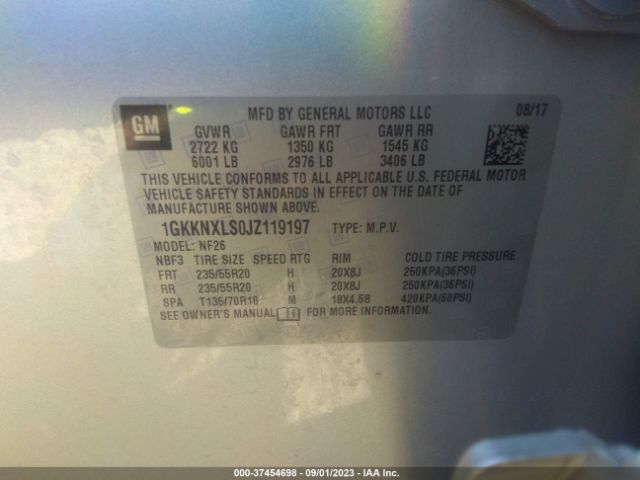 GM
MFD BY GENERAL MOTORS LLC 08/17
GVWR GAWR FRT GAWR RR
2722 KG 1350 KG 1545 KG
6001 LB 2976 LB 3406 LB
THIS VEHICLE CONFORMS TO ALL APPLICABLE U.S. FEDERAL MOTOR
VEHICLE SAFETY STANDARDS IN EFFECT ON THE DATE OF
MANUFACTURE SHOWN ABOVE.
1GKKNXLS0JZ119197 TYPE: M.P.V.
MODEL: NF26
NBF3 TIRE SIZE SPEED RTG RIM COLD TIRE PRESSURE
FRT 235/55R20 H 20X8J 250KPA(36PSI)
RR 235/55R20 H 20X8J 250KPA(36PSI)
SPA T135/70R18 M 18X4.5B 420KPA(60PSI)
SEE OWNER'S MANUAL FOR MORE INFORMATION.
000-37454698 - 09/01/2023 - IAA Inc.